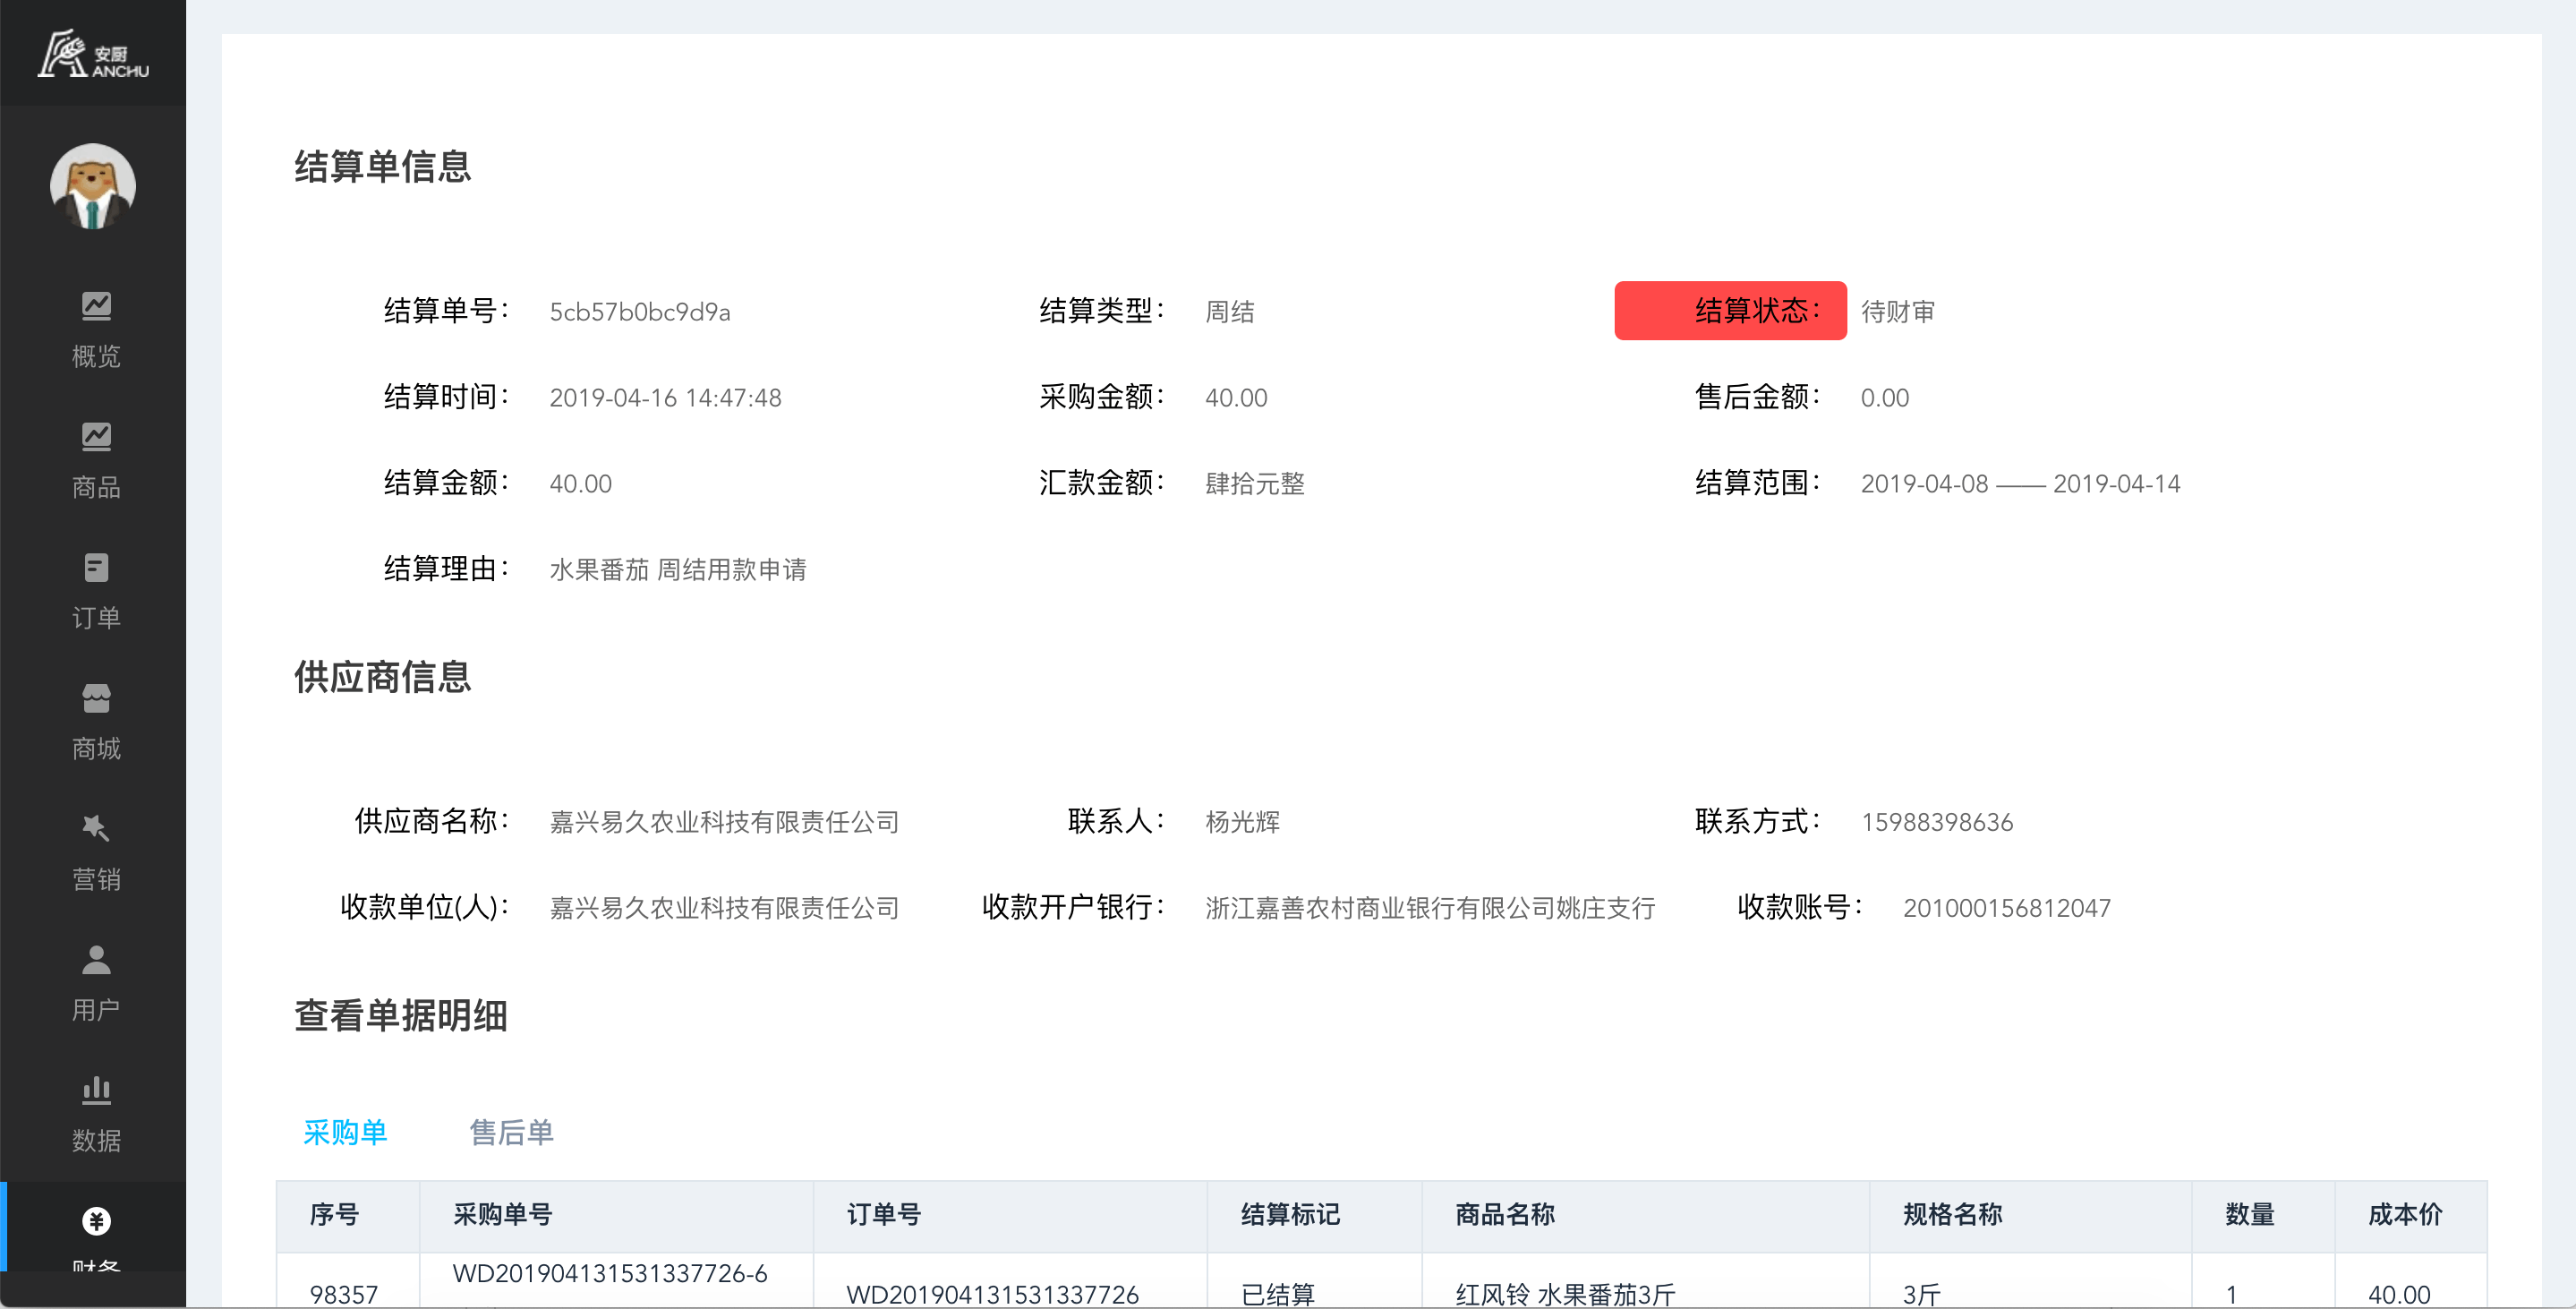 安厨
ANCHU
概览
商品
订单
商城
营销
用户
数据
财务
结算单信息
结算单号： 5cb57b0bc9d9a 结算类型： 周结 结算状态： 待财审
结算时间： 2019-04-16 14:47:48 采购金额： 40.00 售后金额： 0.00
结算金额： 40.00 汇款金额： 肆拾元整 结算范围： 2019-04-08 —— 2019-04-14
结算理由： 水果番茄 周结用款申请
供应商信息
供应商名称： 嘉兴易久农业科技有限责任公司 联系人： 杨光辉 联系方式： 15988398636
收款单位(人)： 嘉兴易久农业科技有限责任公司 收款开户银行： 浙江嘉善农村商业银行有限公司姚庄支行 收款账号： 201000156812047
查看单据明细
采购单 售后单
序号 采购单号 订单号 结算标记 商品名称 规格名称 数量 成本价
98357 WD201904131531337726-6 WD201904131531337726 已结算 红风铃 水果番茄3斤 3斤 1 40.00